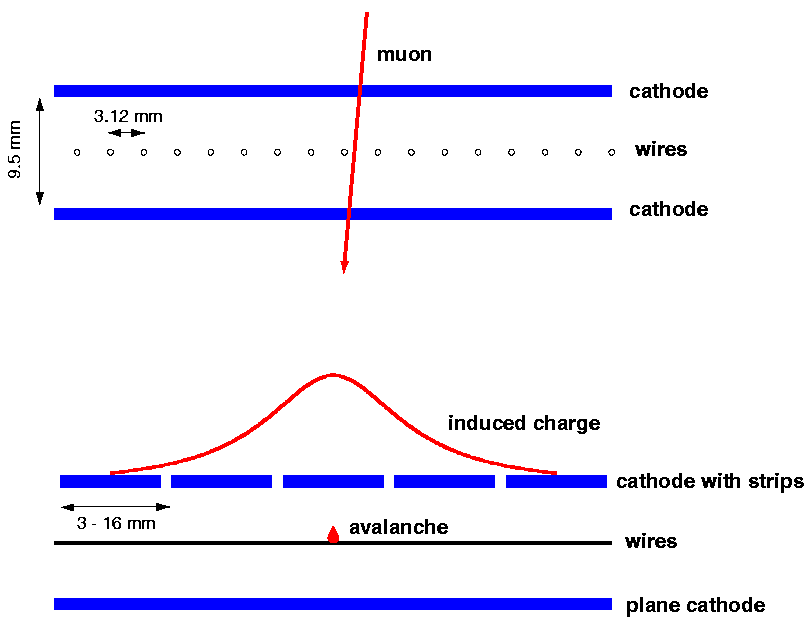 muon
cathode
3.12 mm
9.5 mm
wires
cathode
induced charge
cathode with strips
3 - 16 mm
avalanche
wires
plane cathode